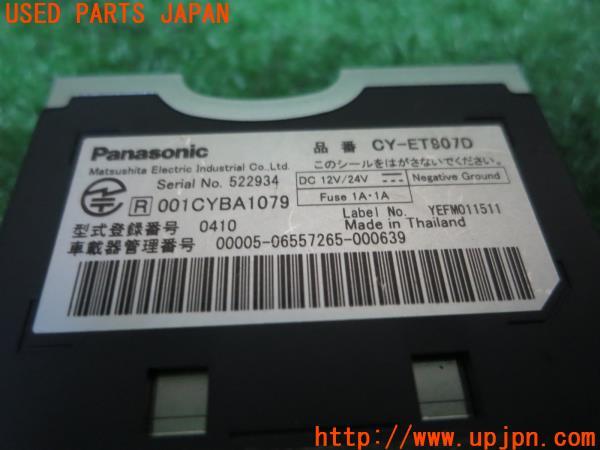 USED PARTS JAPAN
Panasonic
Matsushita Electric Industrial Co.,Ltd.
Serial No. 522934
R 001CYBA1079
型式登録番号 0410
車載器管理番号 00005-06557265-000639
品番 CY-ET807D
このシールをはがさないでください。
DC 12V/24V Negative Ground
Fuse 1A・1A
Label No. YEFM011511
Made in Thailand
UPJ
http://www.upjpn.com/